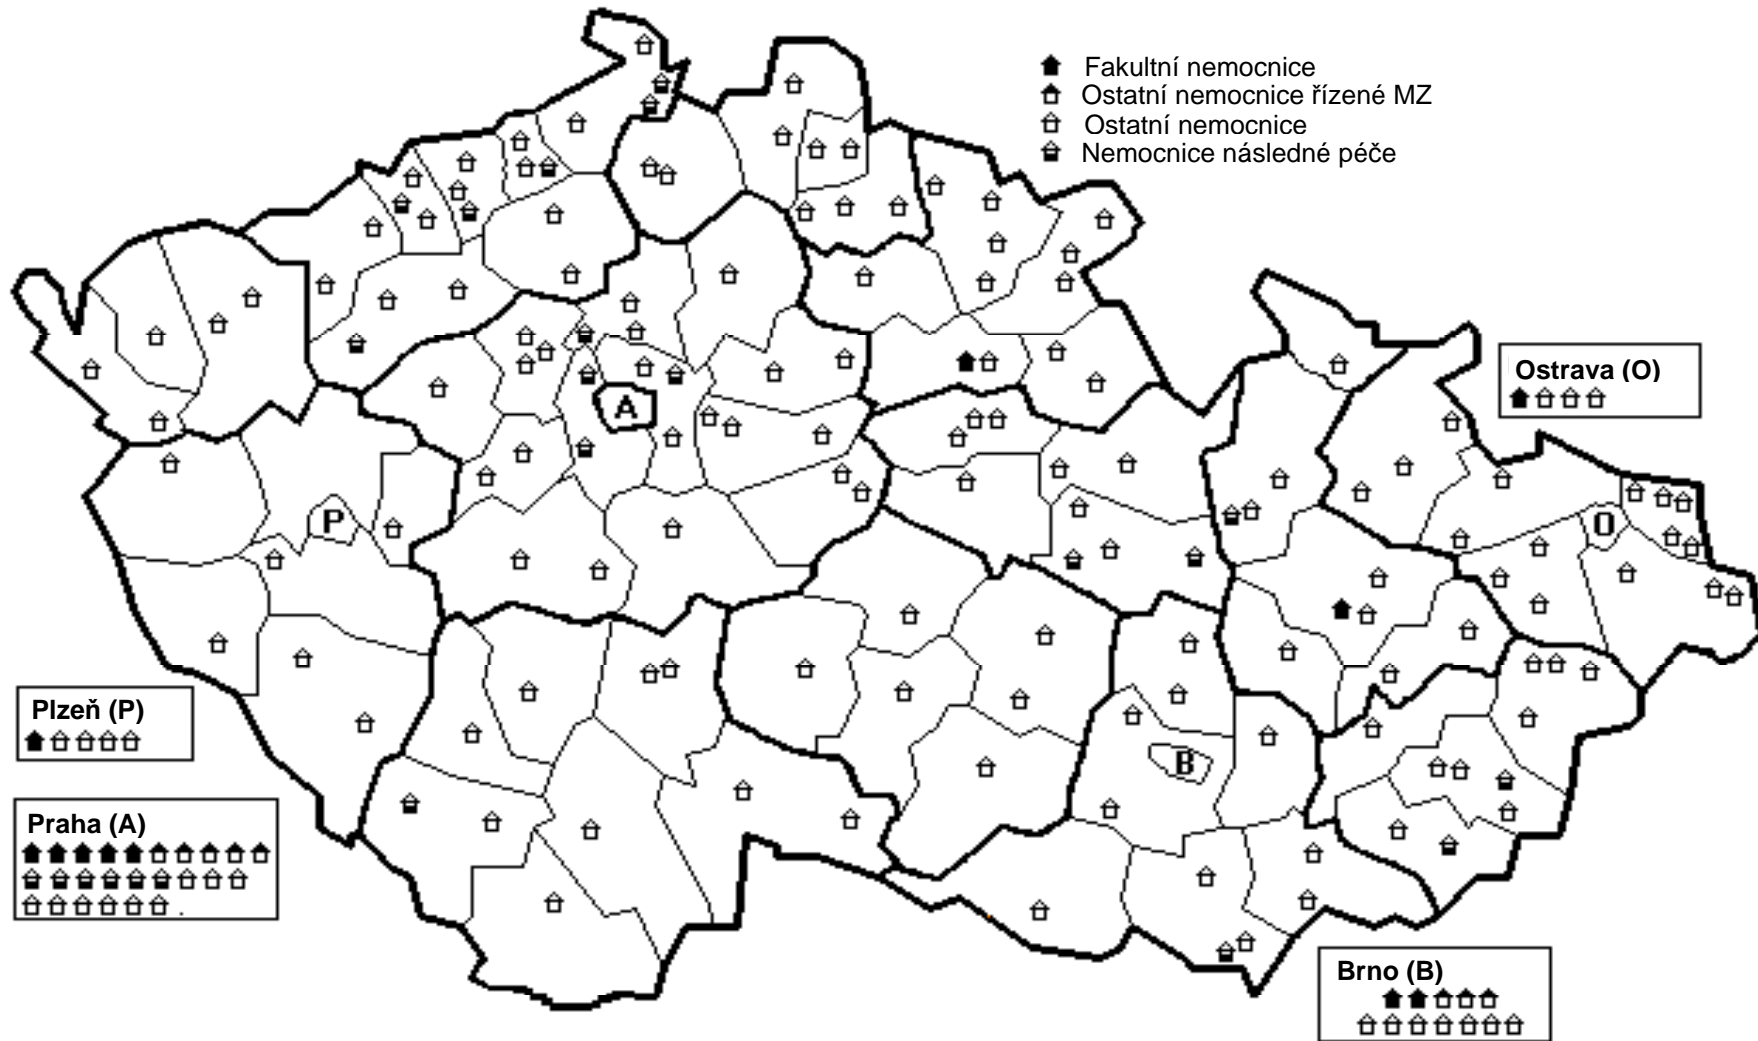 Fakultní nemocnice
Ostatní nemocnice řízené MZ
Ostatní nemocnice
Nemocnice následné péče
Ostrava (O)
A
P
O
Plzeň (P)
B
Praha (A)
Brno (B)